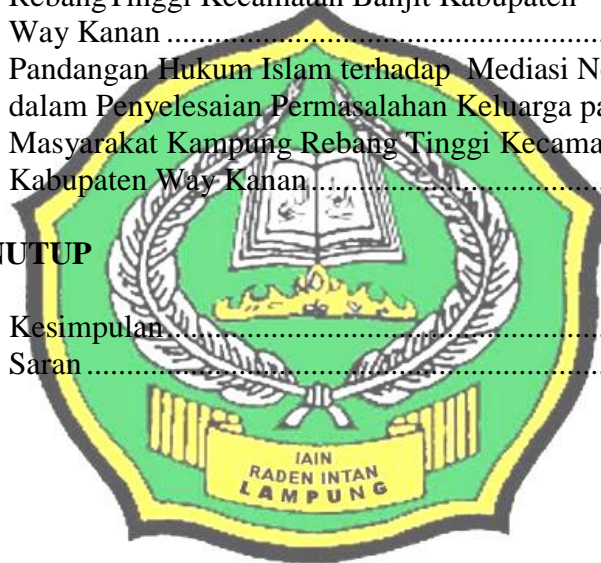 RebangTinggi Kecamatan Banjit Kabupaten
Way Kanan ..........................................................
Pandangan Hukum Islam terhadap  Mediasi N
dalam Penyelesaian Permasalahan Keluarga pa
Masyarakat Kampung Rebang Tinggi Kecama
Kabupaten Way Kanan......................................
NUTUP
Kesimpulan..........................................................
Saran ...................................................................
IAIN
RADEN INTAN
LAMPUNG